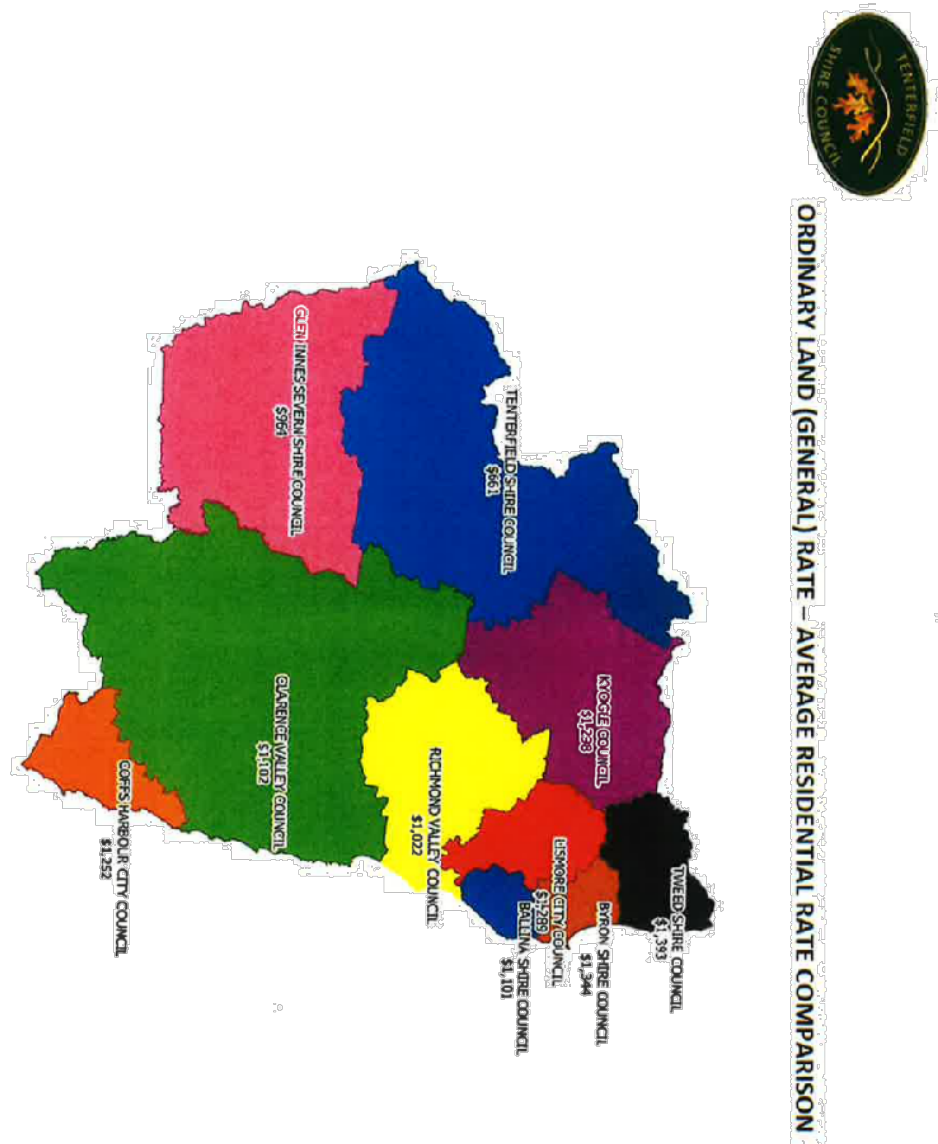 TENTERFIELD
SHIRE COUNCIL
ORDINARY LAND (GENERAL) RATE – AVERAGE RESIDENTIAL RATE COMPARISON
TWEED SHIRE COUNCIL
$1,393
KYOGLE COUNCIL
$1,238
BYRON SHIRE COUNCIL
$1,344
LISMORE CITY COUNCIL
$1,289
BALLINA SHIRE COUNCIL
$1,101
TENTERFIELD SHIRE COUNCIL
$661
RICHMOND VALLEY COUNCIL
$1,022
GLEN INNES SEVERN SHIRE COUNCIL
$964
CLARENCE VALLEY COUNCIL
$1,102
COFFS HARBOUR CITY COUNCIL
$1,252